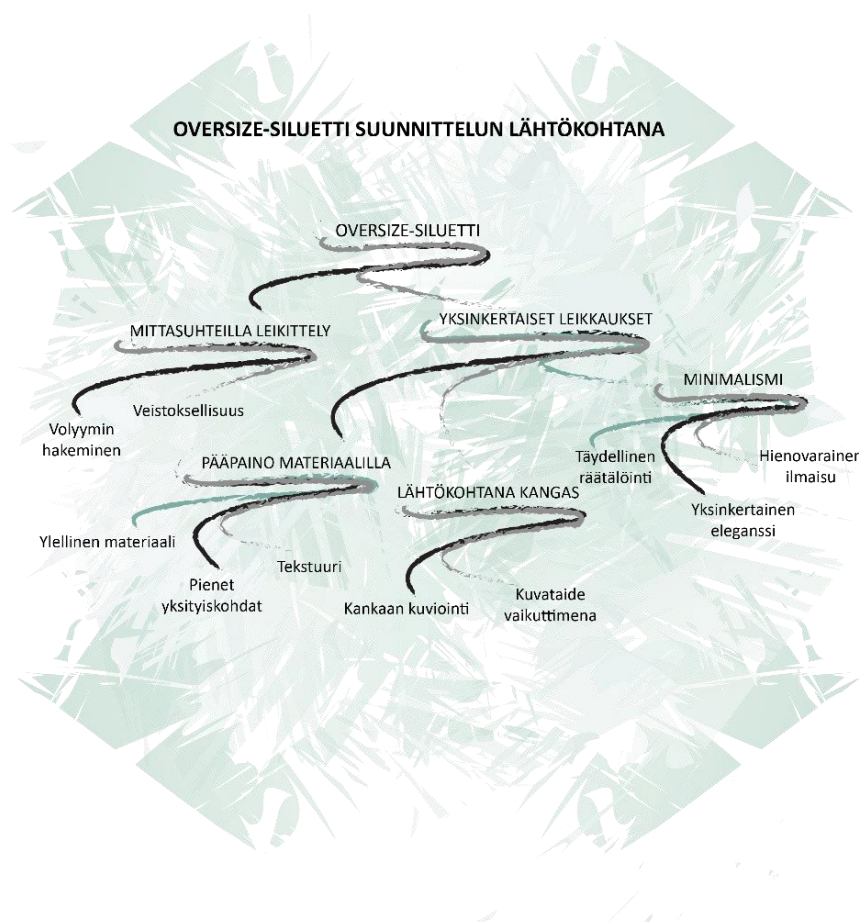 OVERSIZE-SILUETTI SUUNNITTELUN LÄHTÖKOHTANA
OVERSIZE-SILUETTI
MITTASUHTEILLA LEIKITTELY
YKSINKERTAISET LEIKKAUKSET
MINIMALISMI
Volyymin
hakeminen
Veistoksellisuus
PÄÄPAINO MATERIAALILLA
LÄHTÖKOHTANA KANGAS
Täydellinen
räätälöinti
Hienovarainen
ilmaisu
Yksinkertainen
eleganssi
Ylellinen materiaali
Pienet
yksityiskohdat
Tekstuuri
Kankaan kuviointi
Kuvataide
vaikuttimena